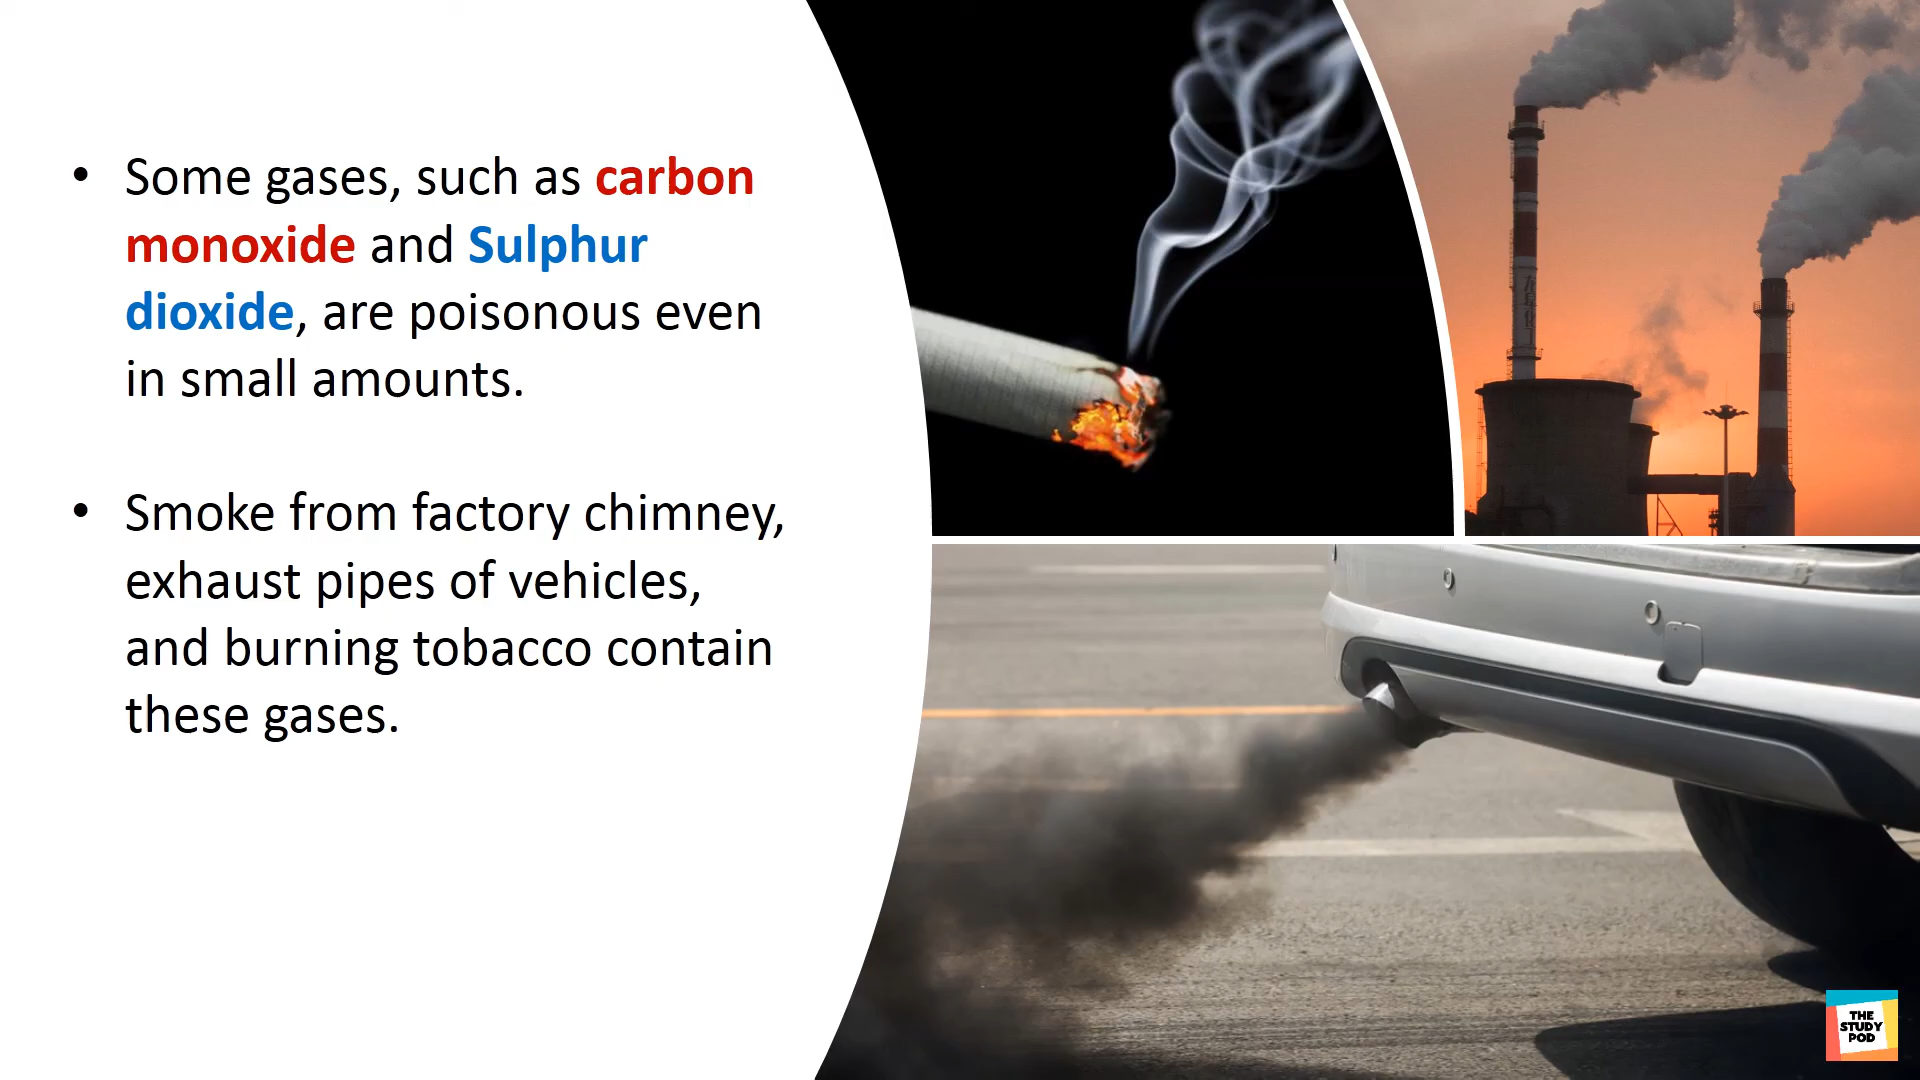 • Some gases, such as carbon
monoxide and Sulphur
dioxide, are poisonous even
in small amounts.
• Smoke from factory chimney,
exhaust pipes of vehicles,
and burning tobacco contain
these gases.
THE
STUDY
POD